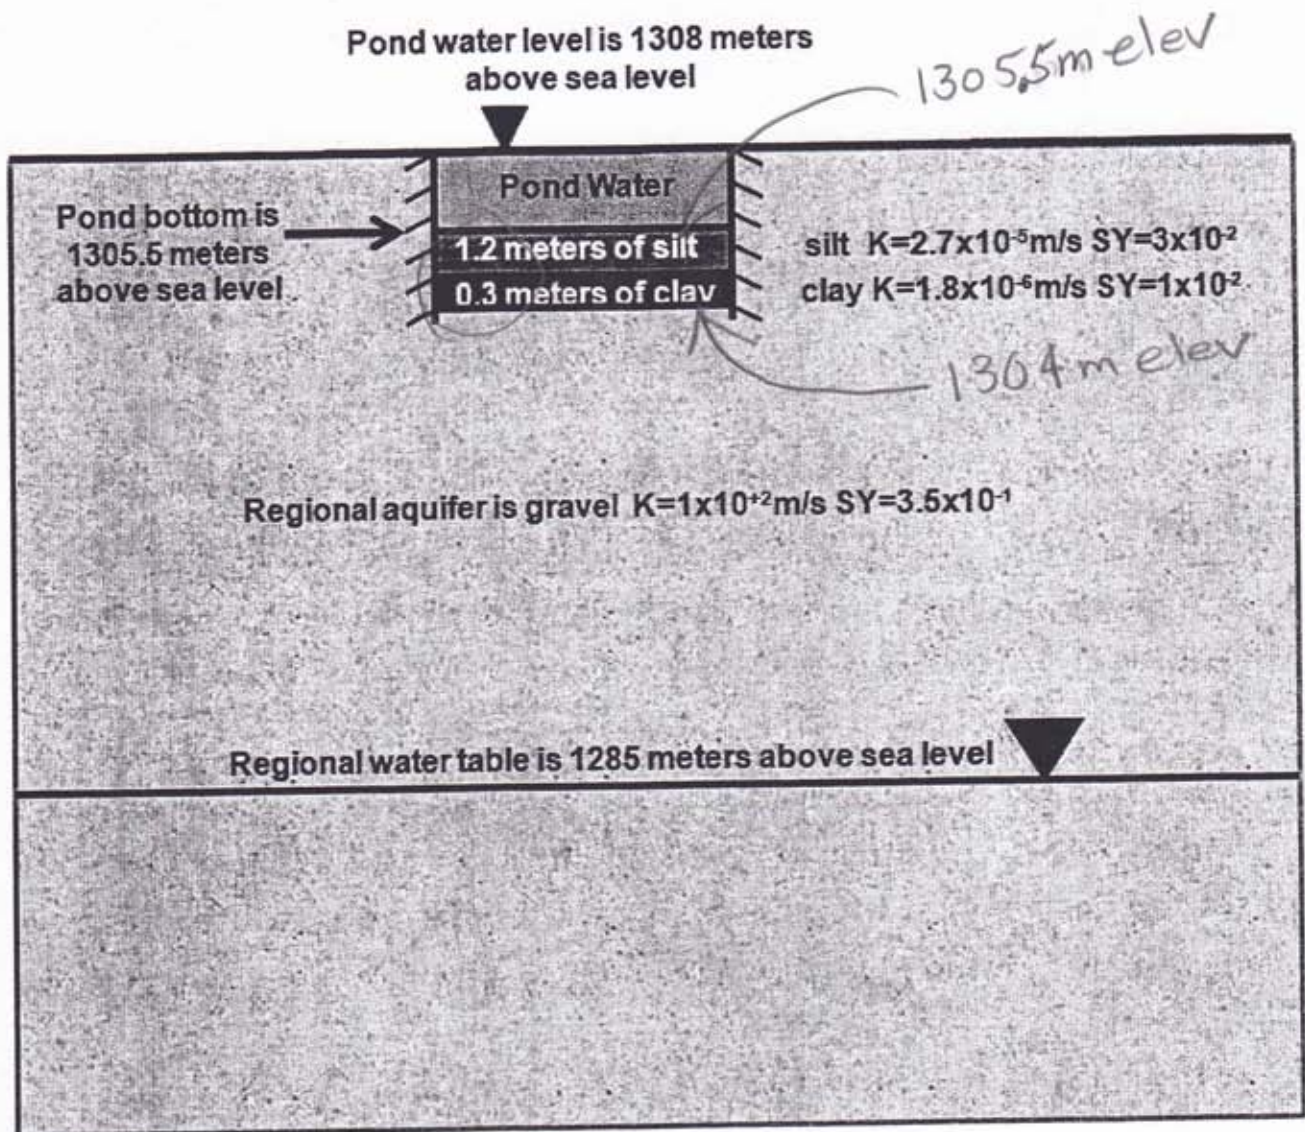 Pond water level is 1308 meters
above sea level
1305.5m elev
Pond Water
Pond bottom is
1305.5 meters
above sea level
1.2 meters of silt
0.3 meters of clay
silt K=2.7x10⁻⁵m/s SY=3x10⁻²
clay K=1.8x10⁻⁶m/s SY=1x10⁻²
1304m elev
Regional aquifer is gravel K=1x10⁺²m/s SY=3.5x10⁻¹
Regional water table is 1285 meters above sea level